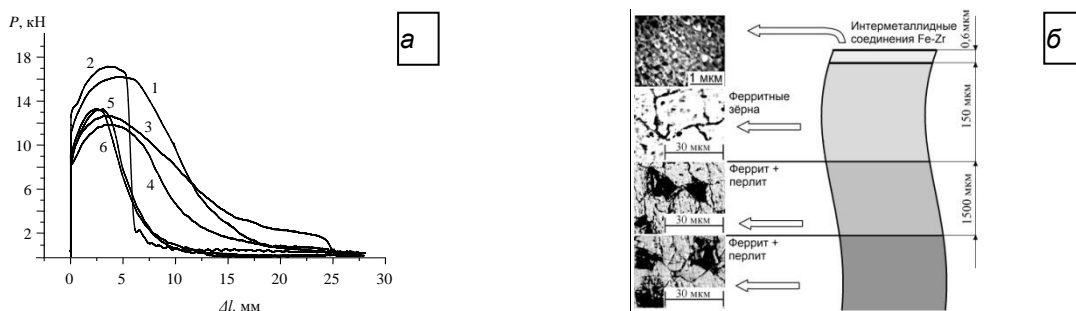 P, кН
а
18
14
10
6
2
2
1
5
3
6
4
0
5
10
15
20
25
30
Δl, мм
Интерметаллидные
соединения Fe-Zr
0,6 мкм
б
1 мкм
Ферритные
зёрна
150 мкм
30 мкм
Феррит +
перлит
1500 мкм
30 мкм
Феррит +
перлит
30 мкм